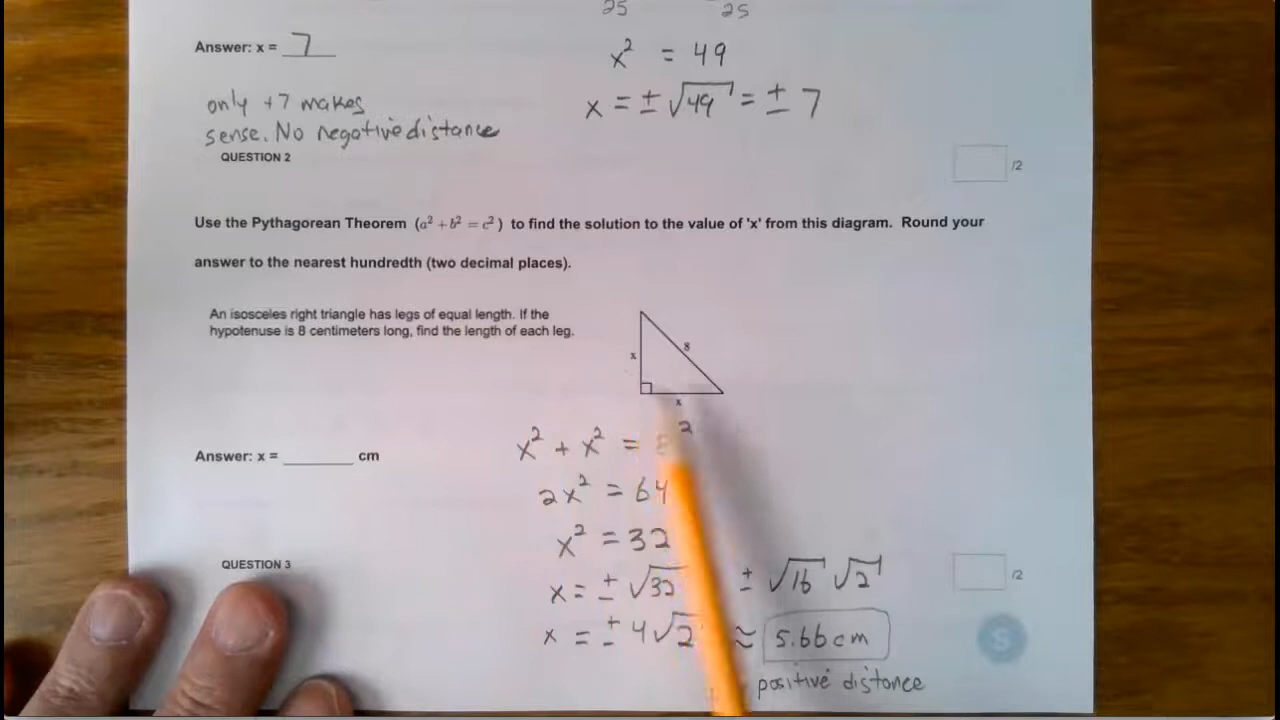 25 25
Answer: x = 7
x² = 49
x = ± √49 = ± 7
only +7 makes
sense. No negative distance
QUESTION 2
/2
Use the Pythagorean Theorem (a² + b² = c²) to find the solution to the value of 'x' from this diagram. Round your
answer to the nearest hundredth (two decimal places).
An isosceles right triangle has legs of equal length. If the
hypotenuse is 8 centimeters long, find the length of each leg.
x
8
x
x² + x² = 8²
Answer: x = ______ cm
2x² = 64
x² = 32
QUESTION 3
/2
x = ± √32 ± √16 √2
x = ± 4√2 ≈ 5.66 cm
positive distance